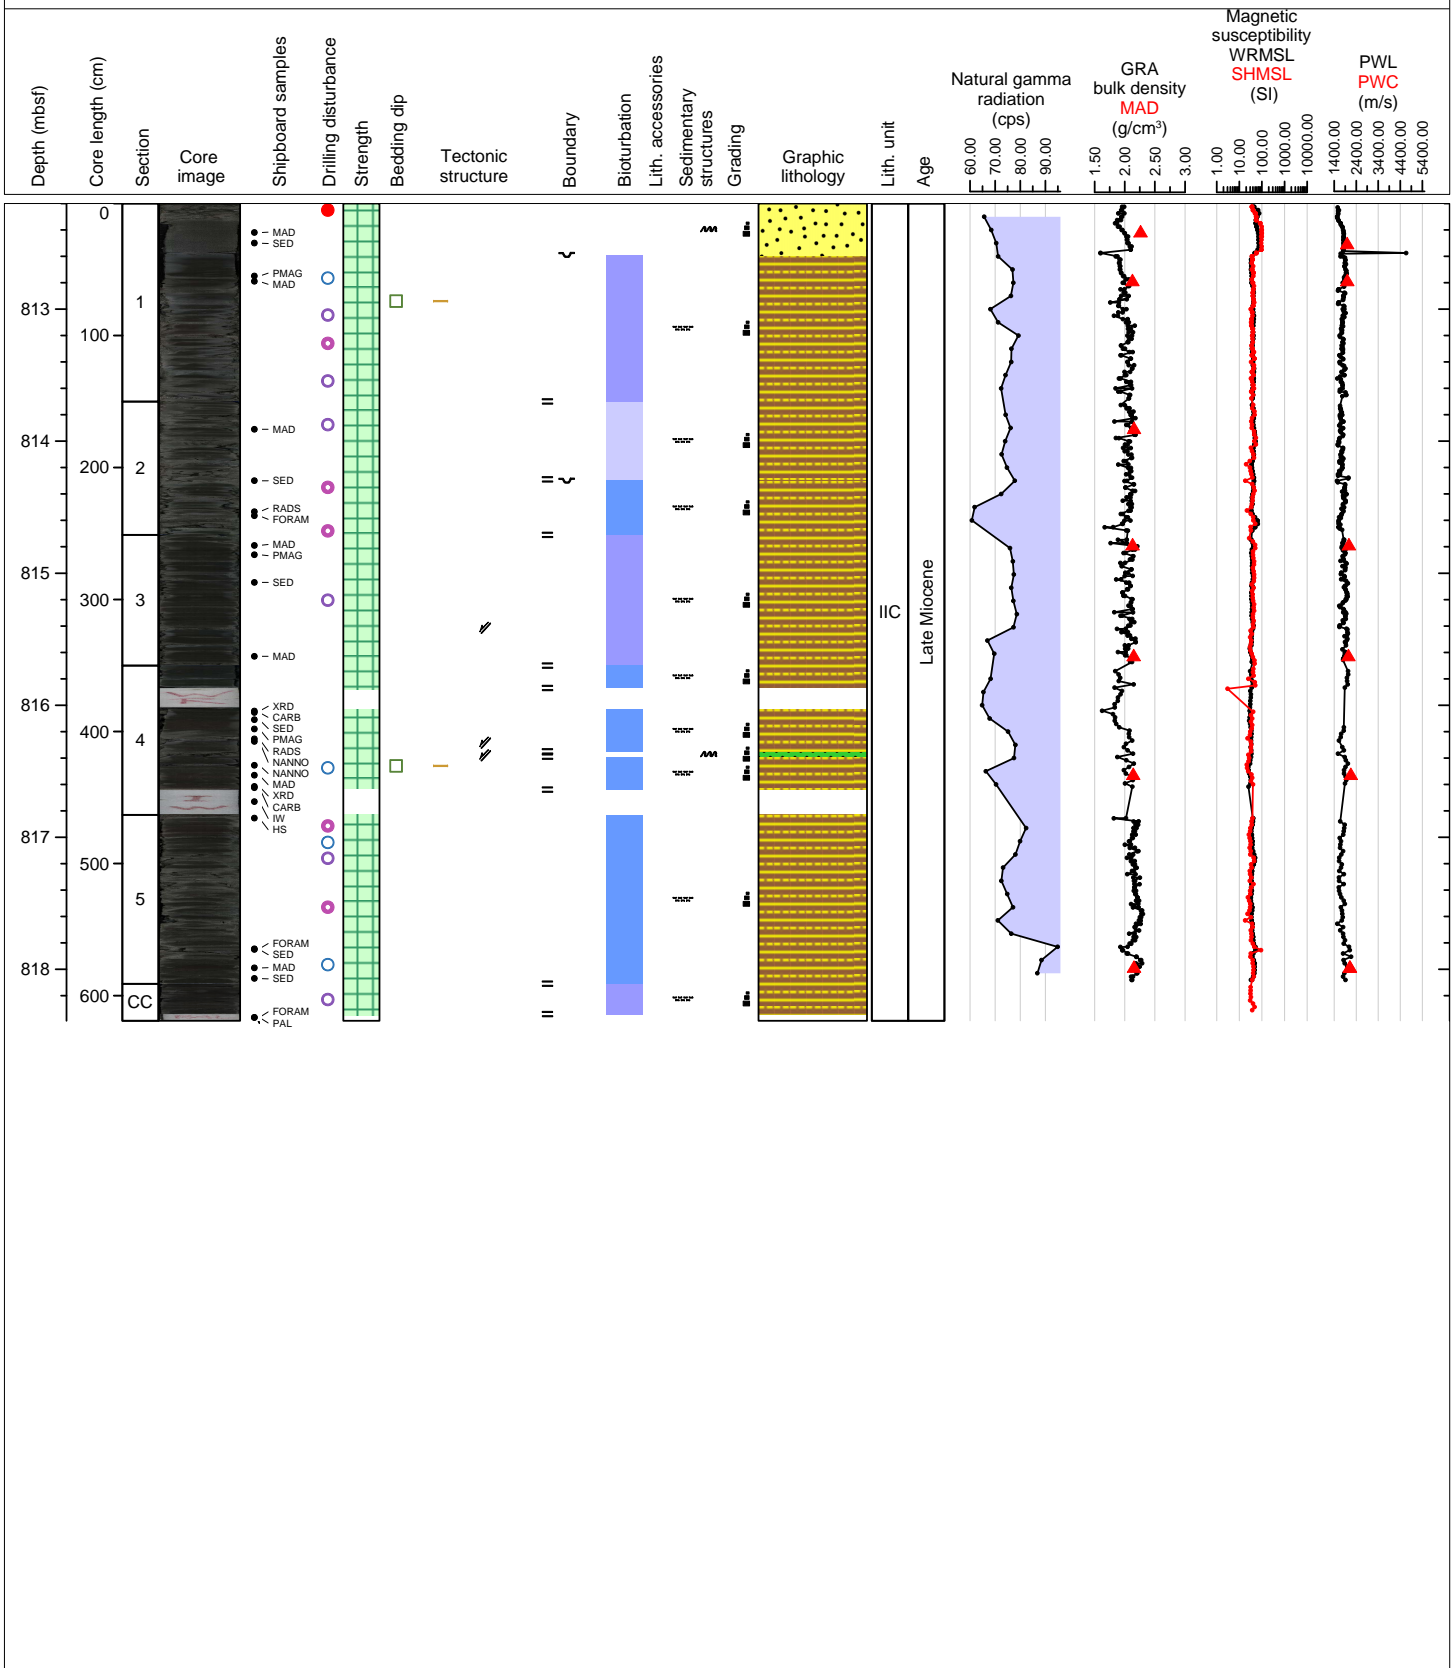 Depth (mbsf)
Core length (cm)
Section
Core
image
Shipboard samples
Drilling disturbance
Strength
Bedding dip
Tectonic
structure
Boundary
Bioturbation
Lith. accessories
Sedimentary
structures
Grading
Graphic
lithology
Lith. unit
Age
Natural gamma
radiation
(cps)
60.00 70.00 80.00 90.00
GRA
bulk density
MAD
(g/cm³)
1.50 2.00 2.50 3.00
Magnetic
susceptibility
WRMSL
SHMSL
(SI)
1.00 10.00 100.00 1000.00 10000.00
PWL
PWC
(m/s)
1400.00 2400.00 3400.00 4400.00 5400.00
813
814
815
816
817
818
0
100
200
300
400
500
600
1
2
3
4
5
CC
MAD
SED
PMAG
MAD
MAD
SED
RADS
FORAM
MAD
PMAG
SED
MAD
XRD
CARB
SED
PMAG
RADS
NANNO
NANNO
MAD
XRD
CARB
IW
HS
FORAM
SED
MAD
SED
FORAM
PAL
IIC
Late Miocene